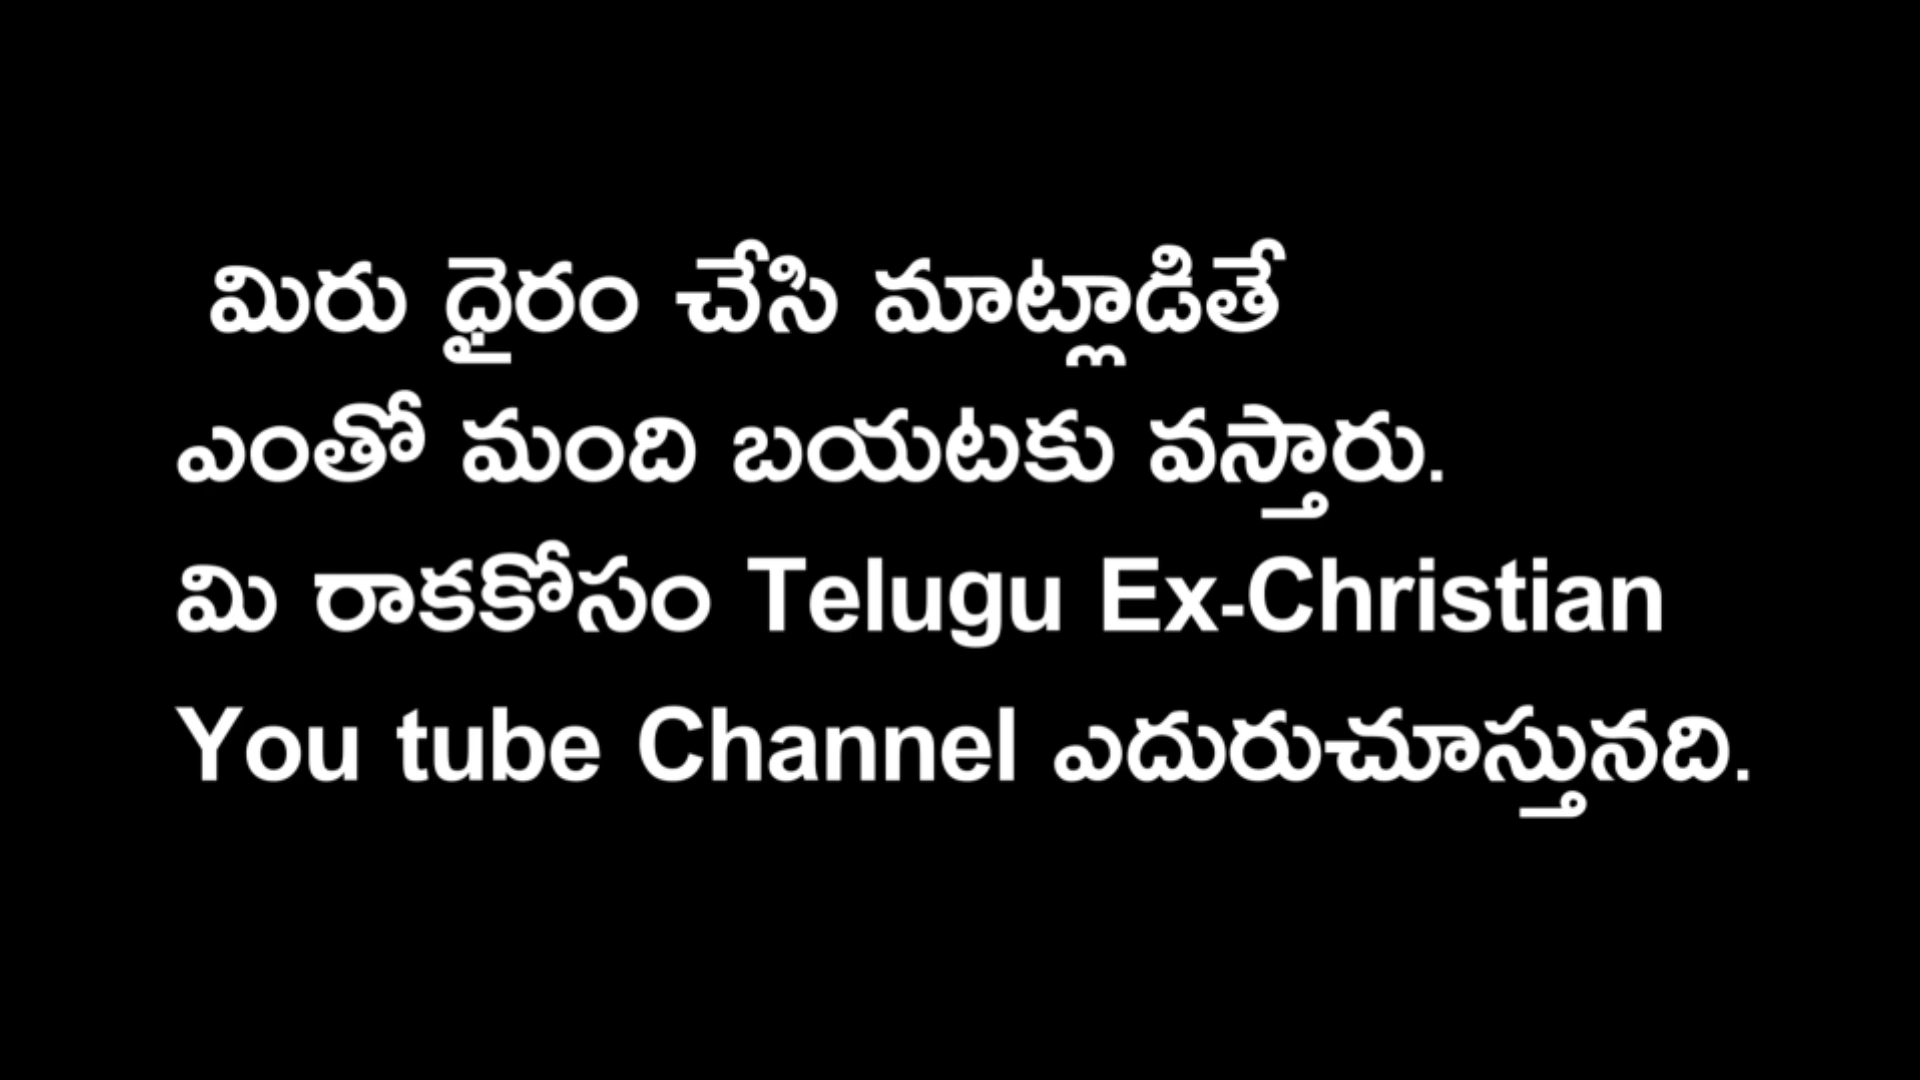 మిరు ధైరం చేసి మాట్లాడితే
ఎంతో మంది బయటకు వస్తారు.
మి రాకకోసం Telugu Ex-Christian
You tube Channel ఎదురుచూస్తునది.